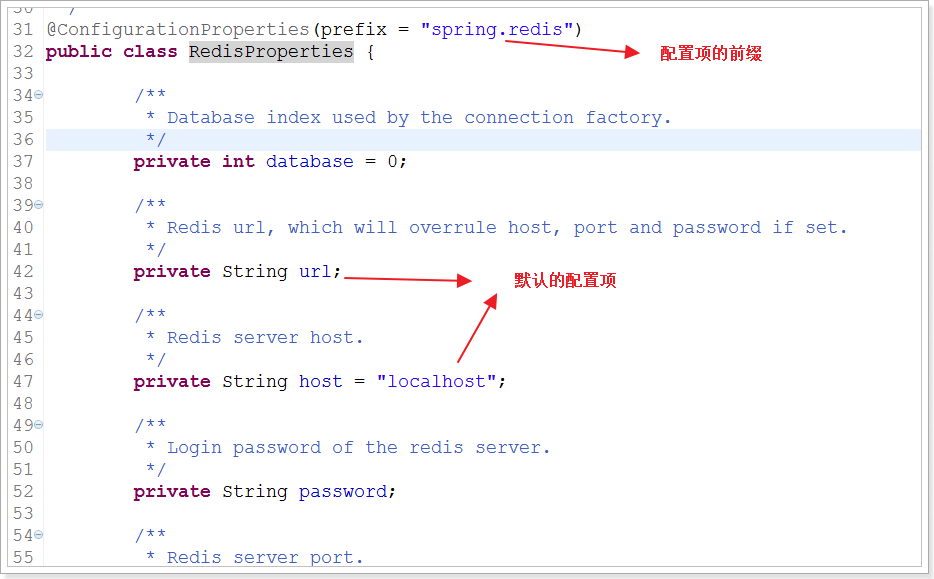 30 /
31 @ConfigurationProperties(prefix = "spring.redis")
32 public class RedisProperties {
配置项的前缀
33
34 /**
35 * Database index used by the connection factory.
36 */
37 private int database = 0;
38
39 /**
40 * Redis url, which will overrule host, port and password if set.
41 */
42 private String url;
默认的配置项
43
44 /**
45 * Redis server host.
46 */
47 private String host = "localhost";
48
49 /**
50 * Login password of the redis server.
51 */
52 private String password;
53
54 /**
55 * Redis server port.